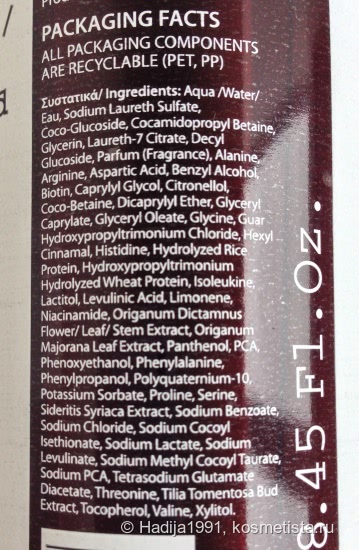 PACKAGING FACTS
ALL PACKAGING COMPONENTS
ARE RECYCLABLE (PET, PP)
Συστατικά/ Ingredients: Aqua /Water/
Eau, Sodium Laureth Sulfate,
Coco-Glucoside, Cocamidopropyl Betaine,
Glycerin, Laureth-7 Citrate, Decyl
Glucoside, Parfum (Fragrance), Alanine,
Arginine, Aspartic Acid, Benzyl Alcohol,
Biotin, Caprylyl Glycol, Citronellol,
Coco-Betaine, Dicaprylyl Ether, Glyceryl
Caprylate, Glyceryl Oleate, Glycine, Guar
Hydroxypropyltrimonium Chloride, Hexyl
Cinnamal, Histidine, Hydrolyzed Rice
Protein, Hydroxypropyltrimonium
Hydrolyzed Wheat Protein, Isoleukine,
Lactitol, Levulinic Acid, Limonene,
Niacinamide, Origanum Dictamnus
Flower/ Leaf/ Stem Extract, Origanum
Majorana Leaf Extract, Panthenol, PCA,
Phenoxyethanol, Phenylalanine,
Phenylpropanol, Polyquaternium-10,
Potassium Sorbate, Proline, Serine,
Sideritis Syriaca Extract, Sodium Benzoate,
Sodium Chloride, Sodium Cocoyl
Isethionate, Sodium Lactate, Sodium
Levulinate, Sodium Methyl Cocoyl Taurate,
Sodium PCA, Tetrasodium Glutamate
Diacetate, Threonine, Tilia Tomentosa Bud
Extract, Tocopherol, Valine, Xylitol.
8.45 Fl.Oz.
© Hadija1991, kosmetista.ru